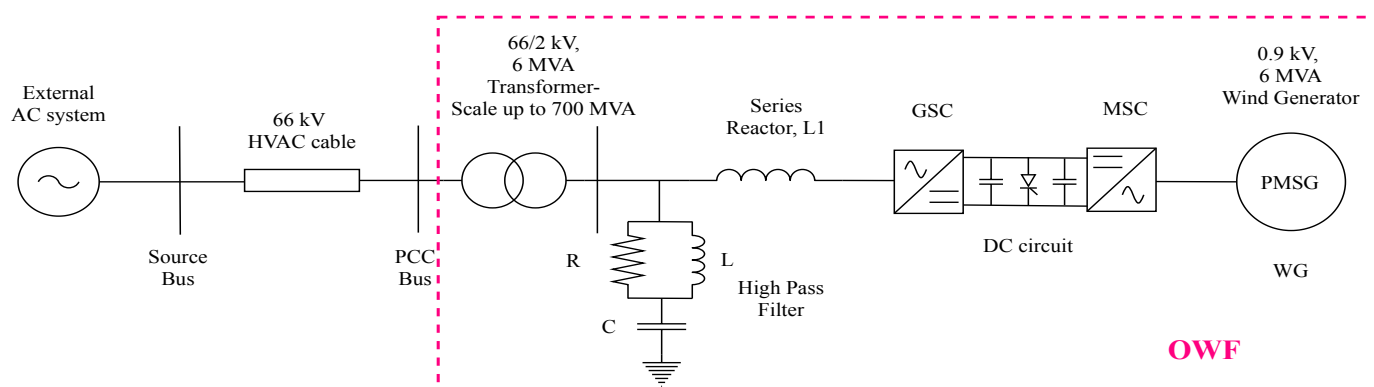 External
AC system
66 kV
HVAC cable
66/2 kV,
6 MVA
Transformer-
Scale up to 700 MVA
Series
Reactor, L1
GSC
MSC
0.9 kV,
6 MVA
Wind Generator
PMSG
Source
Bus
PCC
Bus
R
L
High Pass
Filter
C
DC circuit
WG
OWF